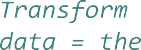 Transform
data = the